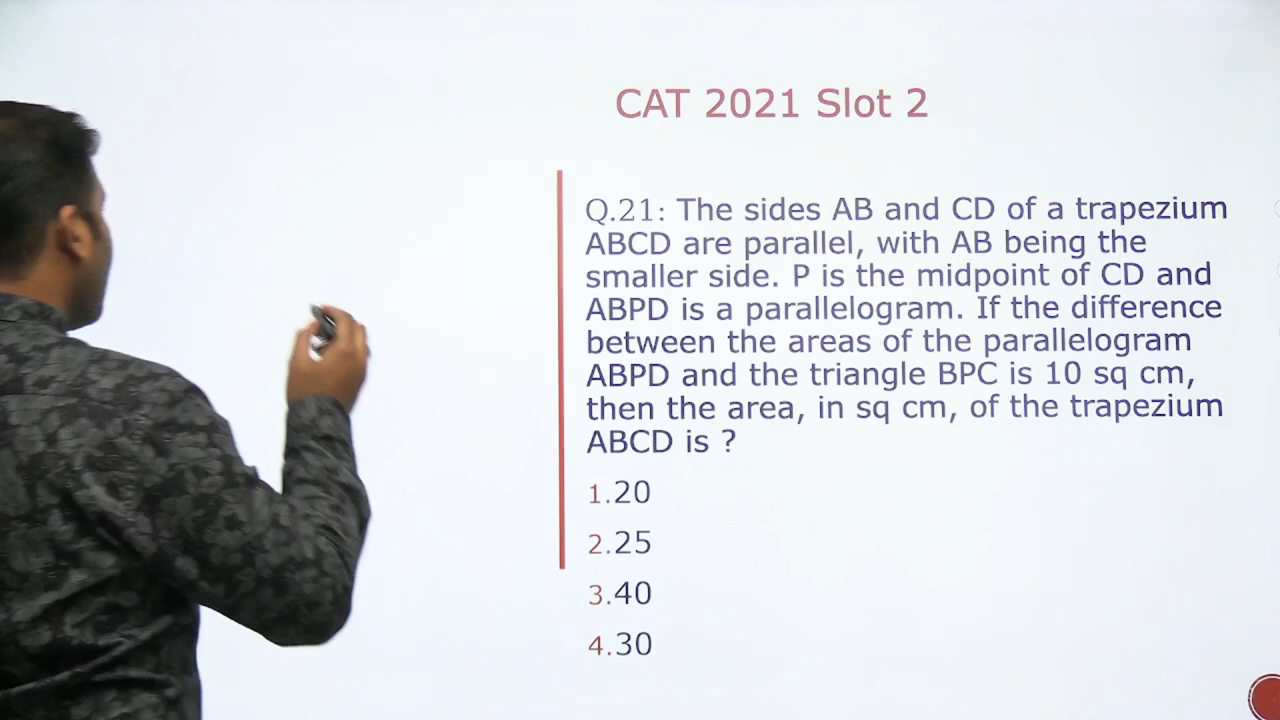 CAT 2021 Slot 2
Q.21: The sides AB and CD of a trapezium
ABCD are parallel, with AB being the
smaller side. P is the midpoint of CD and
ABPD is a parallelogram. If the difference
between the areas of the parallelogram
ABPD and the triangle BPC is 10 sq cm,
then the area, in sq cm, of the trapezium
ABCD is ?
1.20
2.25
3.40
4.30